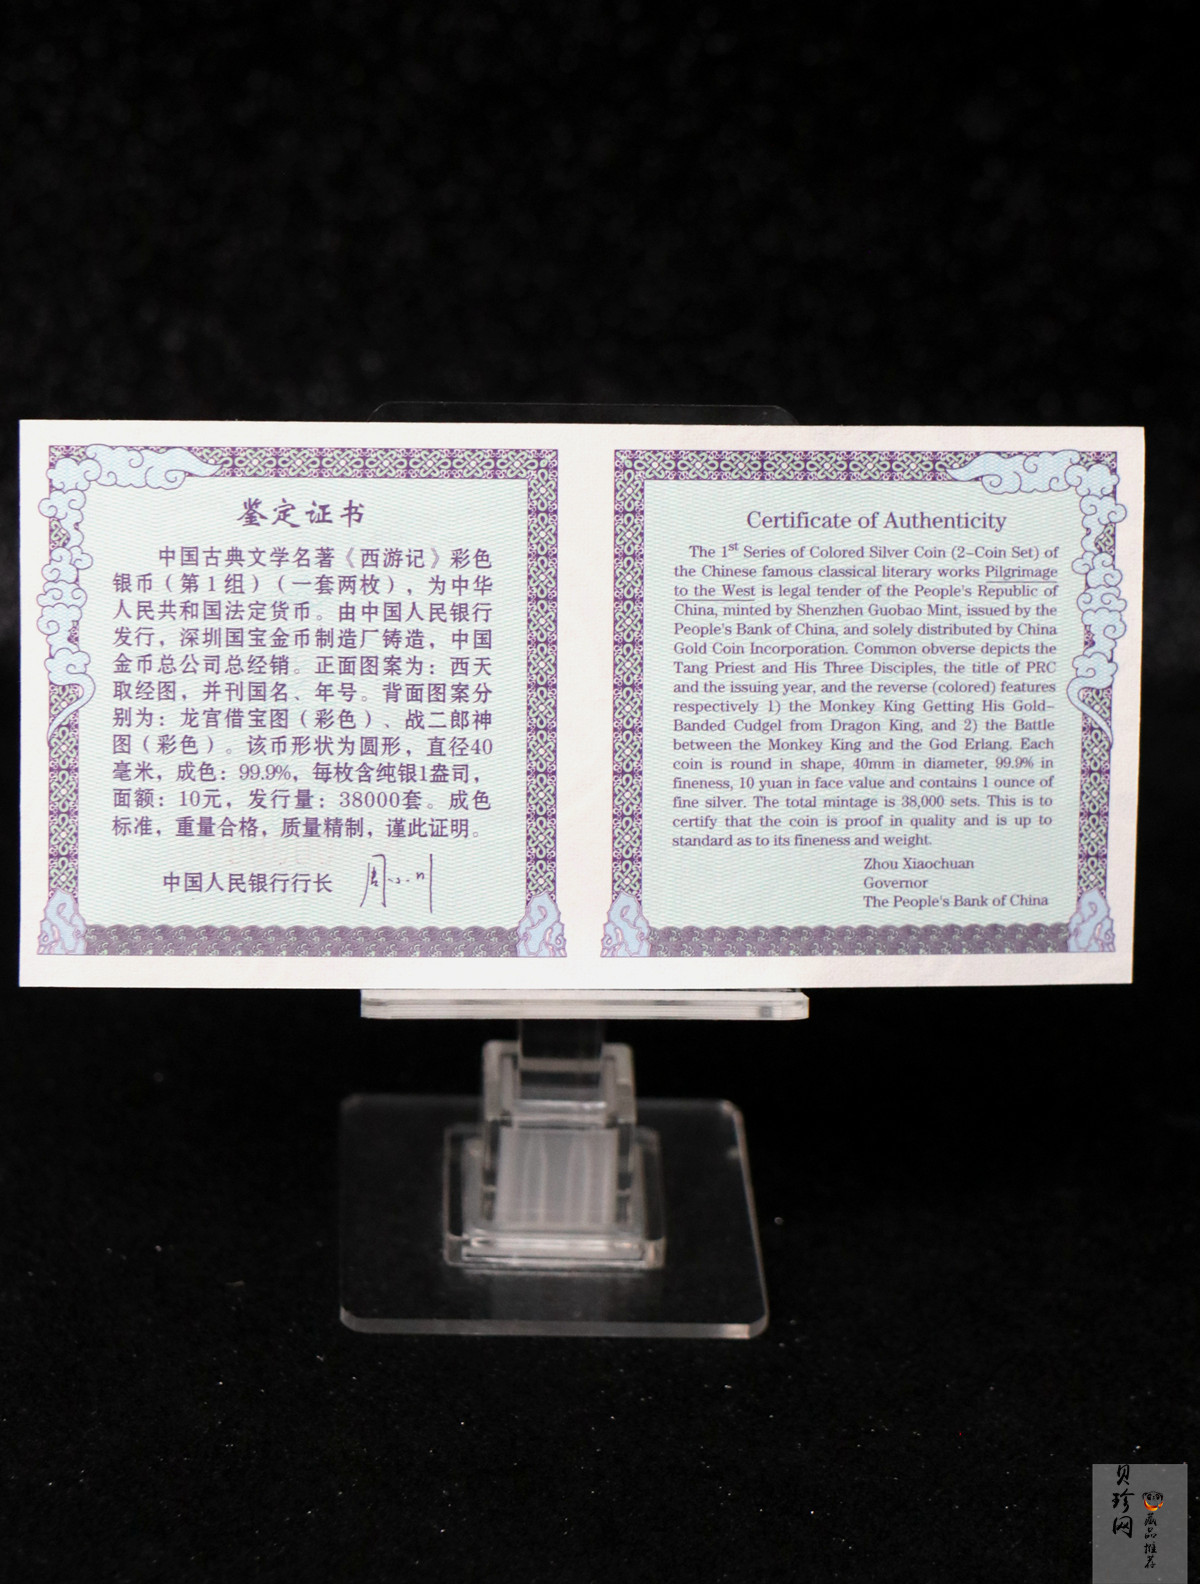 鉴定证书
中国古典文学名著《西游记》彩色
银币（第1组）（一套两枚），为中华
人民共和国法定货币。由中国人民银行
发行，深圳国宝金币制造厂铸造，中国
金币总公司总经销。正面图案为：西天
取经图，并刊国名、年号。背面图案分
别为：龙宫借宝图（彩色）、战二郎神
图（彩色）。该币形状为圆形，直径40
毫米，成色：99.9%，每枚含纯银1盎司，
面额：10元，发行量：38000套。成色
标准，重量合格，质量精制，谨此证明。
中国人民银行行长 周小川
Certificate of Authenticity
The 1st Series of Colored Silver Coin (2-Coin Set) of
the Chinese famous classical literary works Pilgrimage
to the West is legal tender of the People's Republic of
China, minted by Shenzhen Guobao Mint, issued by the
People's Bank of China, and solely distributed by China
Gold Coin Incorporation. Common obverse depicts the
Tang Priest and His Three Disciples, the title of PRC
and the issuing year, and the reverse (colored) features
respectively 1) the Monkey King Getting His Gold-
Banded Cudgel from Dragon King, and 2) the Battle
between the Monkey King and the God Erlang. Each
coin is round in shape, 40mm in diameter, 99.9% in
fineness, 10 yuan in face value and contains 1 ounce of
fine silver. The total mintage is 38,000 sets. This is to
certify that the coin is proof in quality and is up to
standard as to its fineness and weight.
Zhou Xiaochuan
Governor
The People's Bank of China
贝珍网
藏品推荐